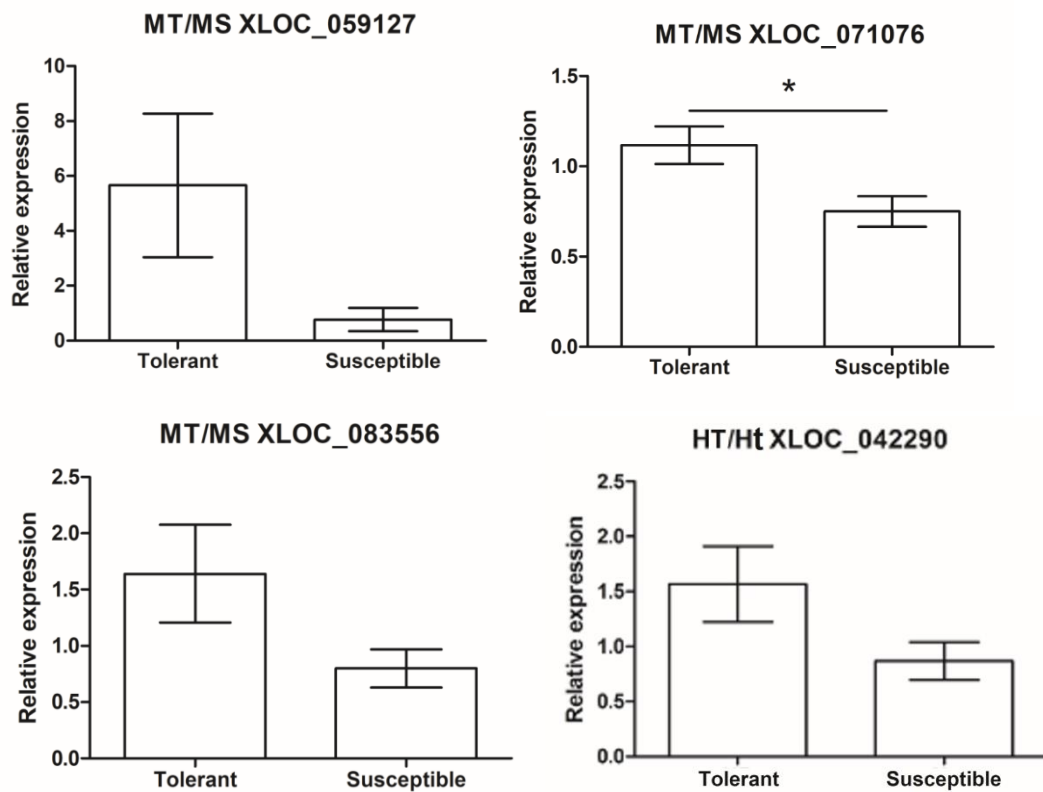 MT/MS XLOC_059127
Relative expression
10
8
6
4
2
0
Tolerant Susceptible
MT/MS XLOC_071076
Relative expression
1.5
1.0
0.5
0.0
*
Tolerant Susceptible
MT/MS XLOC_083556
Relative expression
2.5
2.0
1.5
1.0
0.5
0.0
Tolerant Susceptible
HT/Ht XLOC_042290
Relative expression
2.5
2.0
1.5
1.0
0.5
0.0
Tolerant Susceptible